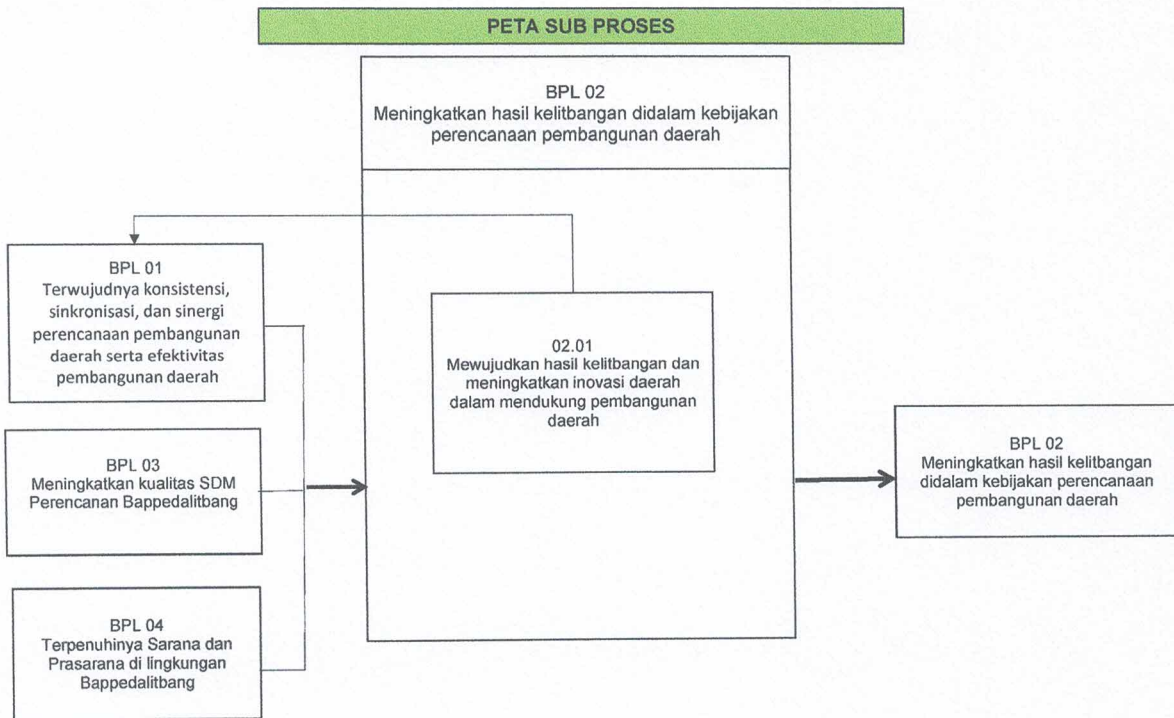 PETA SUB PROSES
BPL 02
Meningkatkan hasil kelitbangan didalam kebijakan
perencanaan pembangunan daerah
BPL 01
Terwujudnya konsistensi,
sinkronisasi, dan sinergi
perencanaan pembangunan
daerah serta efektivitas
pembangunan daerah
02.01
Mewujudkan hasil kelitbangan dan
meningkatkan inovasi daerah
dalam mendukung pembangunan
daerah
BPL 03
Meningkatkan kualitas SDM
Perencanan Bappedalitbang
BPL 04
Terpenuhinya Sarana dan
Prasarana di lingkungan
Bappedalitbang
BPL 02
Meningkatkan hasil kelitbangan
didalam kebijakan perencanaan
pembangunan daerah